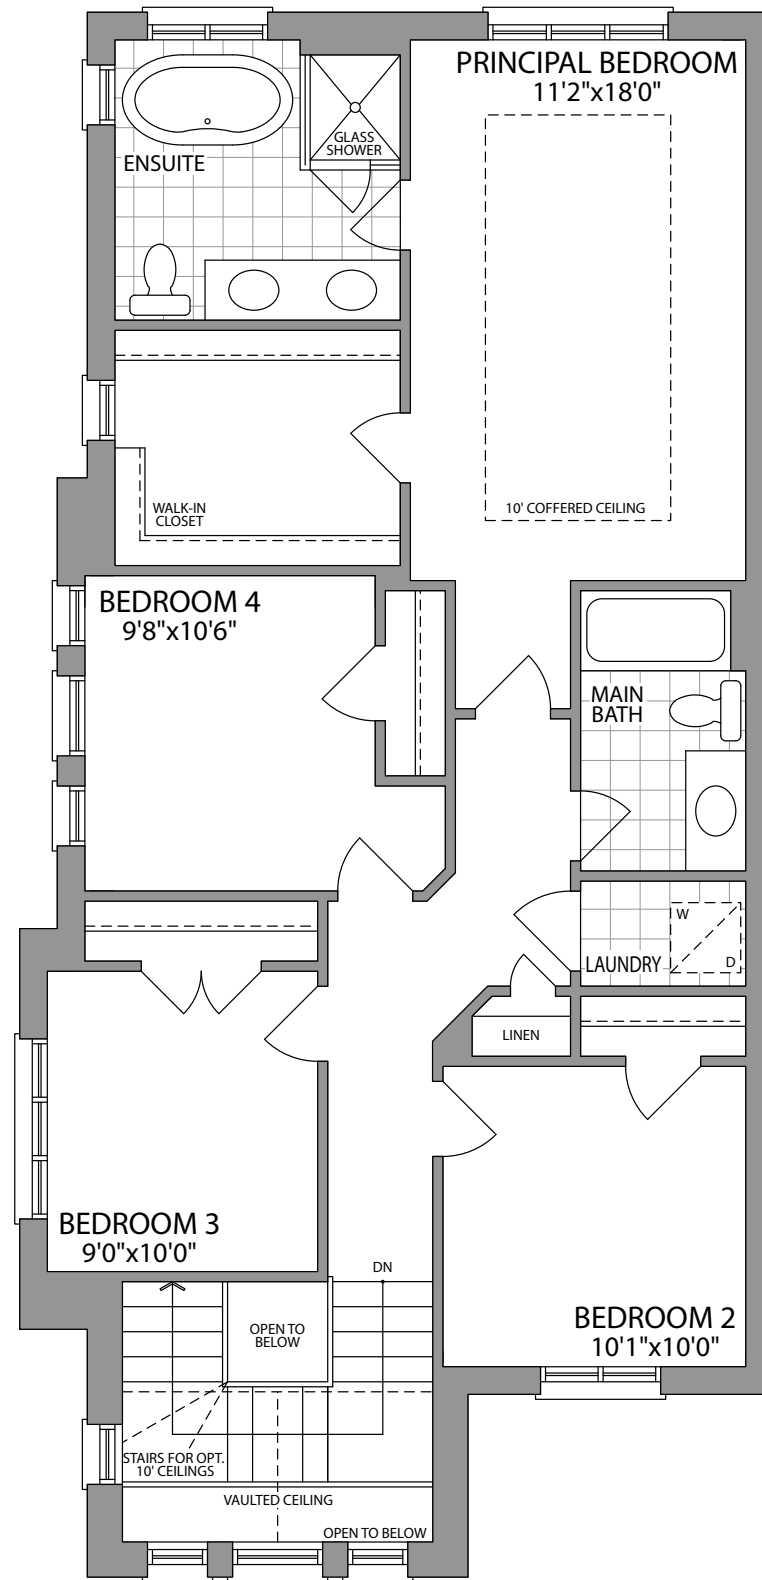 PRINCIPAL BEDROOM
11'2"x18'0"
GLASS
SHOWER
ENSUITE
10' COFFERED CEILING
WALK-IN
CLOSET
BEDROOM 4
9'8"x10'6"
MAIN
BATH
W
D
LAUNDRY
LINEN
BEDROOM 3
9'0"x10'0"
DN
OPEN TO
BELOW
BEDROOM 2
10'1"x10'0"
STAIRS FOR OPT.
10' CEILINGS
VAULTED CEILING
OPEN TO BELOW